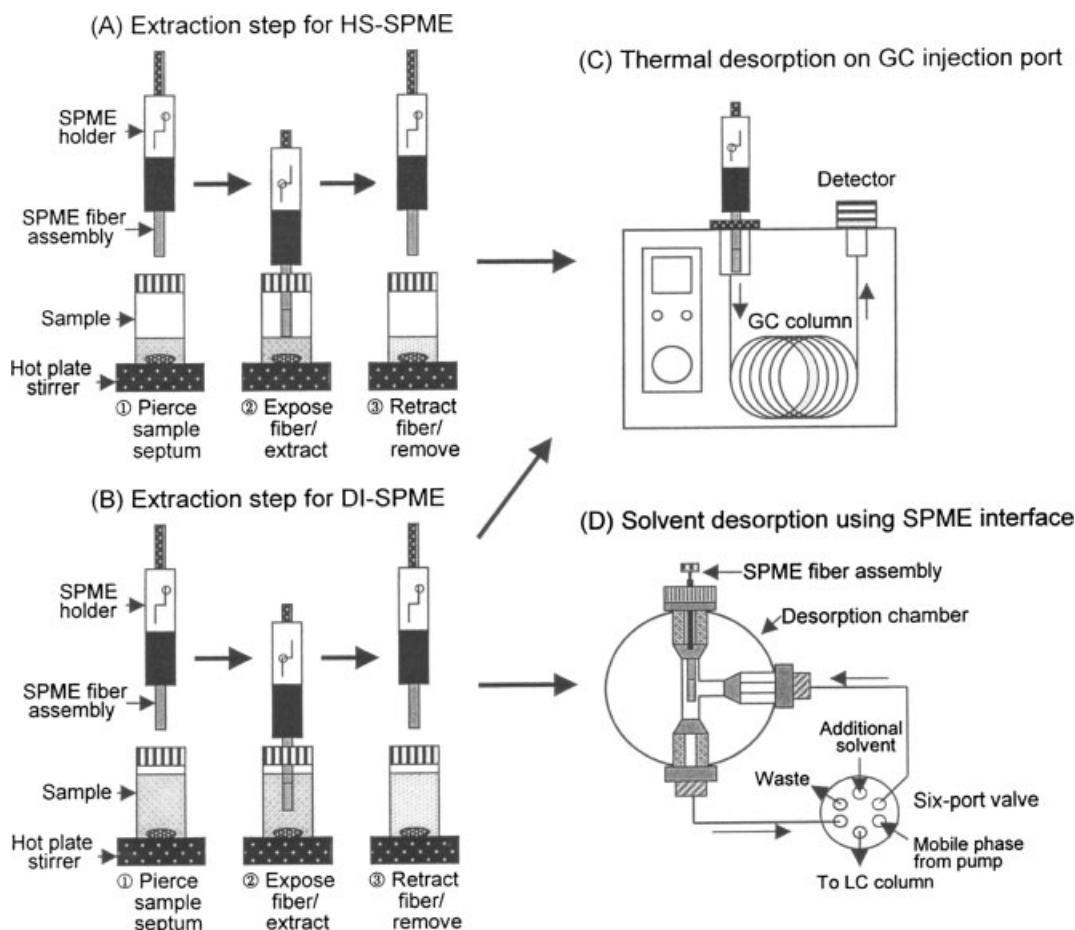 (A) Extraction step for HS-SPME
SPME
holder
SPME fiber
assembly
Sample
Hot plate
stirrer
① Pierce
sample
septum
② Expose
fiber/
extract
③ Retract
fiber/
remove
(B) Extraction step for DI-SPME
SPME
holder
SPME fiber
assembly
Sample
Hot plate
stirrer
① Pierce
sample
septum
② Expose
fiber/
extract
③ Retract
fiber/
remove
(C) Thermal desorption on GC injection port
Detector
GC column
(D) Solvent desorption using SPME interface
SPME fiber assembly
Desorption chamber
Additional
solvent
Waste
Six-port valve
Mobile phase
from pump
To LC column